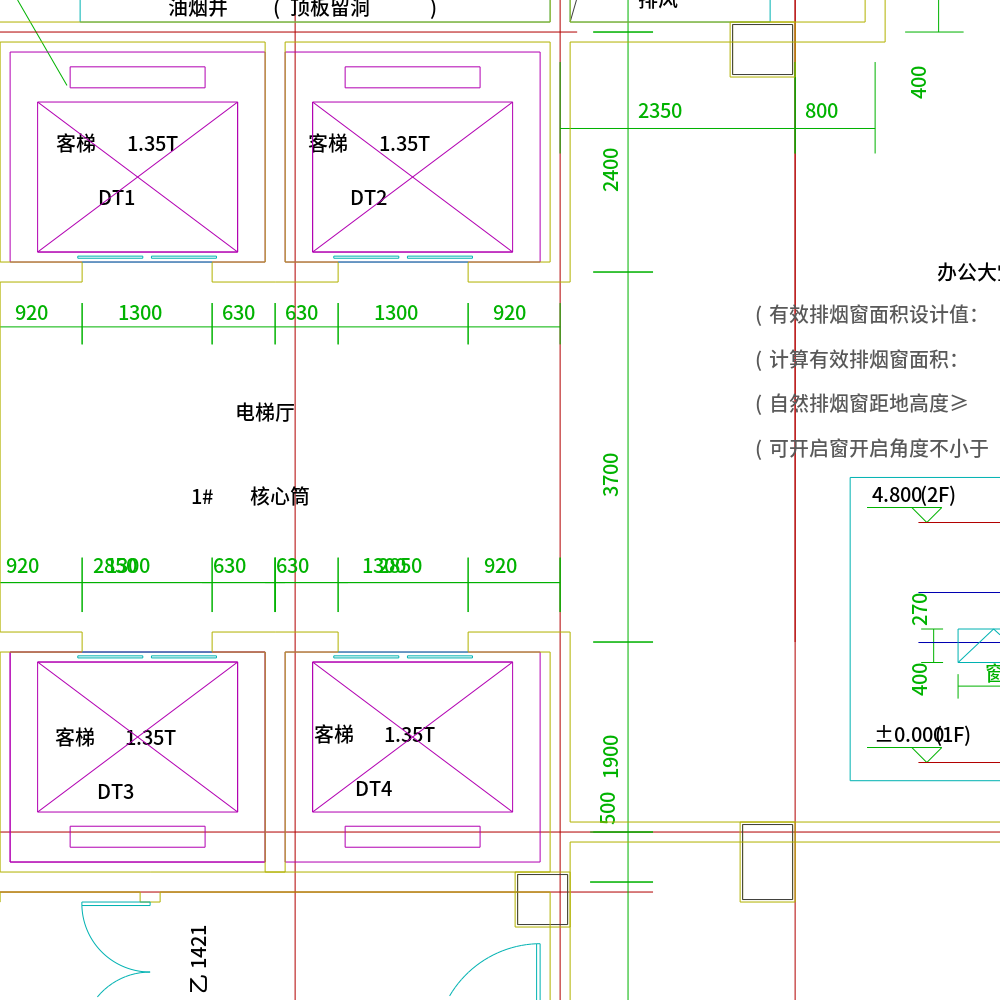 油烟井 ( 顶板留洞 )
排风
400
2350 800
2400
客梯 1.35T
DT1
客梯 1.35T
DT2
办公大
920 1300 630 630 1300 920
( 有效排烟窗面积设计值：
( 计算有效排烟窗面积：
( 自然排烟窗距地高度≥
( 可开启窗开启角度不小于
电梯厅
1# 核心筒
3700
4.800(2F)
920 2850 1300 630 630 1300 2850 920
270
400
窗
±0.000(1F)
客梯 1.35T
DT3
客梯 1.35T
DT4
1900
500
乙 1421